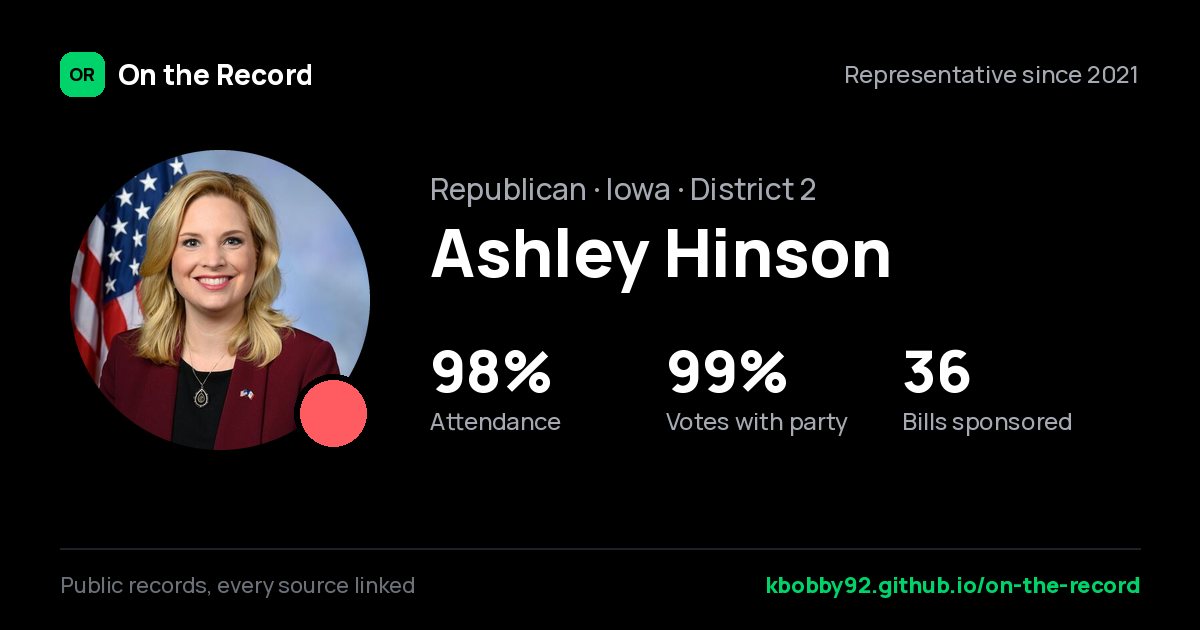 OR On the Record
Representative since 2021
Republican · Iowa · District 2
Ashley Hinson
98% 99% 36
Attendance Votes with party Bills sponsored
Public records, every source linked
kbobby92.github.io/on-the-record